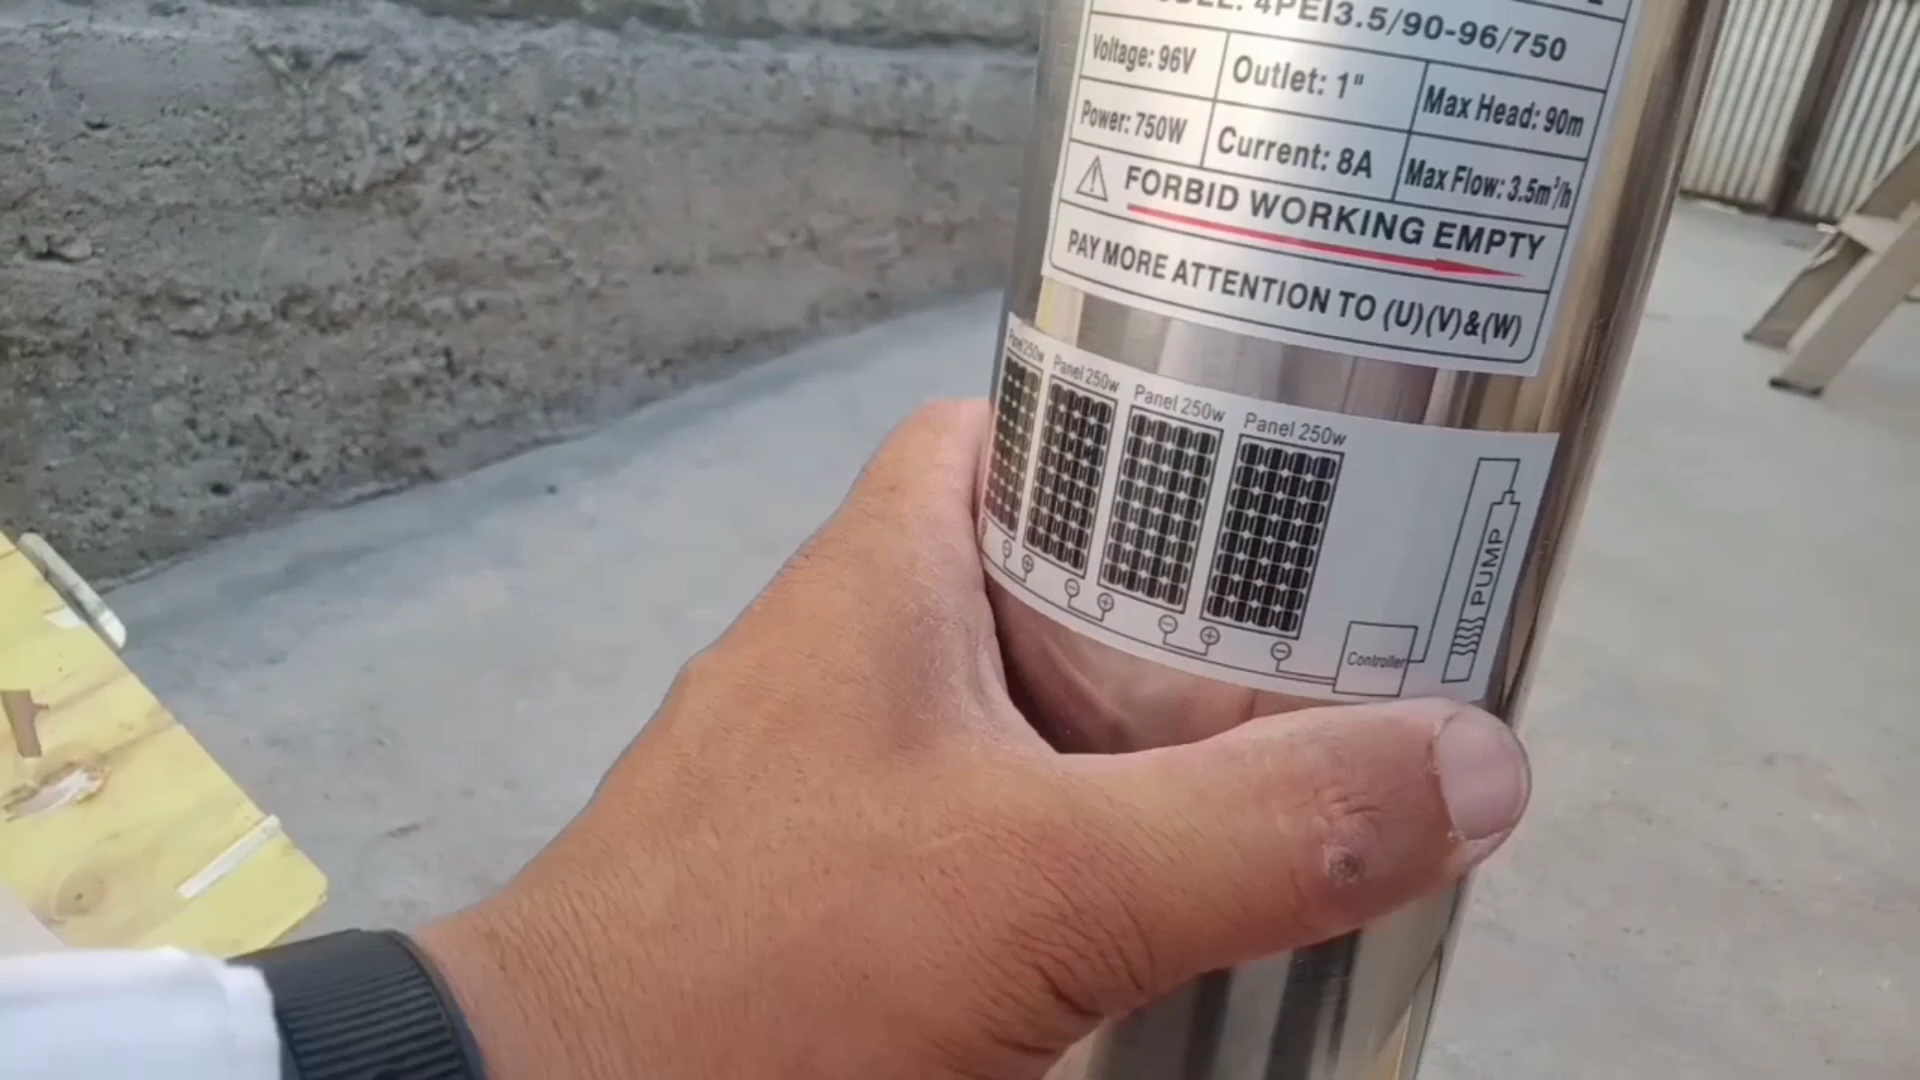 4PEI3.5/90-96/750
Voltage: 96V
Outlet: 1"
Max Head: 90m
Power: 750W
Current: 8A
Max Flow: 3.5m³/h
FORBID WORKING EMPTY
PAY MORE ATTENTION TO (U)(V)&(W)
Panel 250w
Panel 250w
Panel 250w
Panel 250w
PUMP
Controller